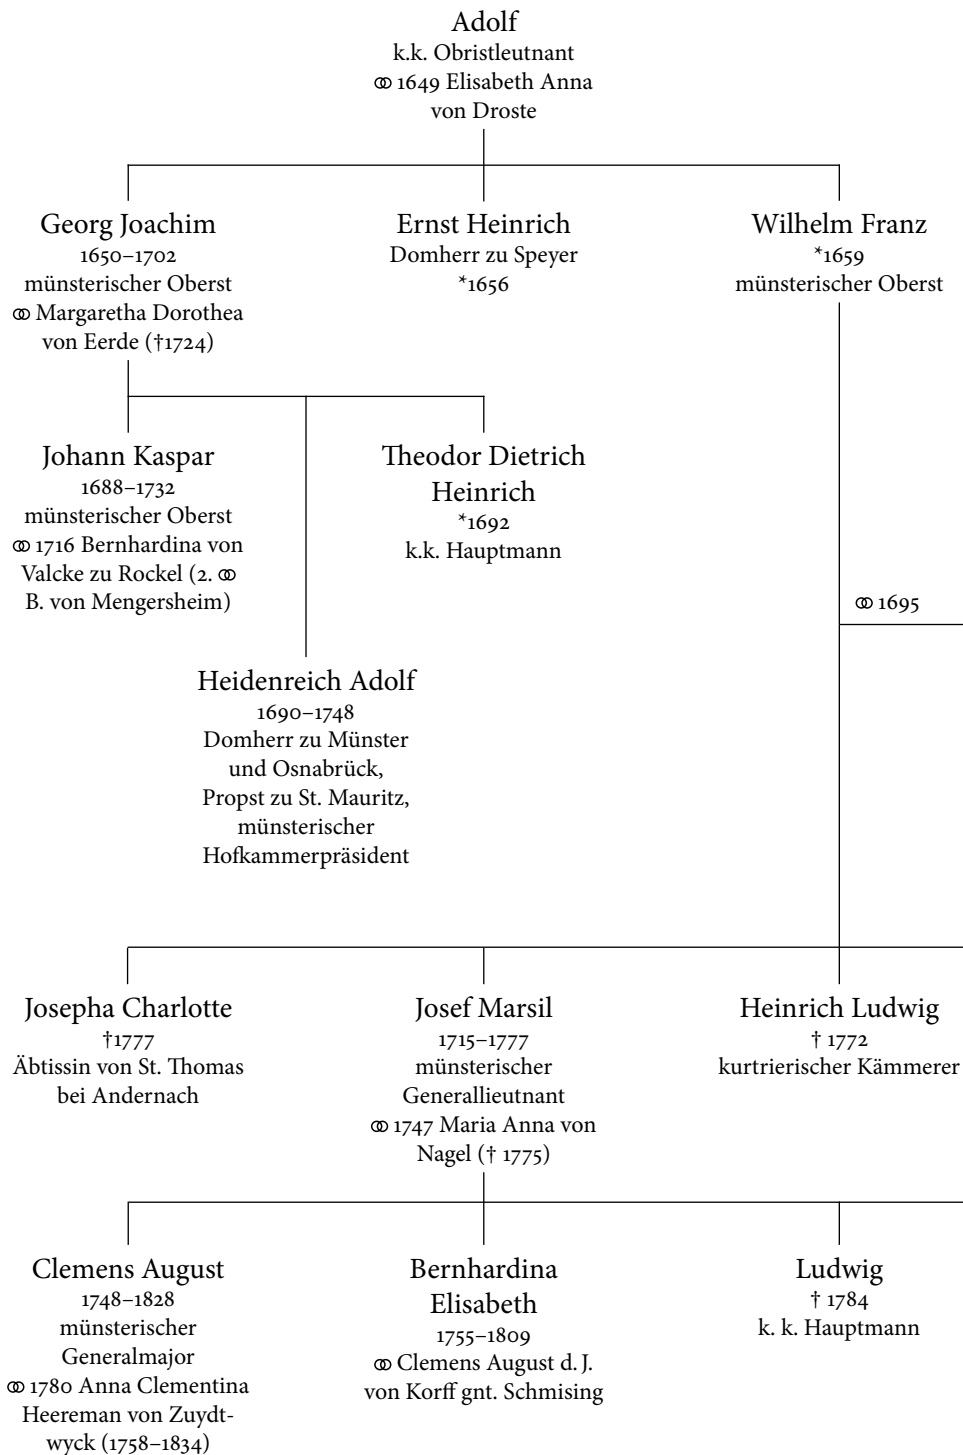 Adolf
k.k. Obristleutnant
⚭ 1649 Elisabeth Anna
von Droste
Georg Joachim
1650–1702
münsterischer Oberst
⚭ Margaretha Dorothea
von Eerde (†1724)
Ernst Heinrich
Domherr zu Speyer
*1656
Wilhelm Franz
*1659
münsterischer Oberst
Johann Kaspar
1688–1732
münsterischer Oberst
⚭ 1716 Bernhardina von
Valcke zu Rockel (2. ⚭
B. von Mengersheim)
Theodor Dietrich
Heinrich
*1692
k.k. Hauptmann
⚭ 1695
Heidenreich Adolf
1690–1748
Domherr zu Münster
und Osnabrück,
Propst zu St. Mauritz,
münsterischer
Hofkammerpräsident
Josepha Charlotte
†1777
Äbtissin von St. Thomas
bei Andernach
Josef Marsil
1715–1777
münsterischer
Generallieutnant
⚭ 1747 Maria Anna von
Nagel († 1775)
Heinrich Ludwig
† 1772
kurtrierischer Kämmerer
Clemens August
1748–1828
münsterischer
Generalmajor
⚭ 1780 Anna Clementina
Heereman von Zuydt-
wyck (1758–1834)
Bernhardina
Elisabeth
1755–1809
⚭ Clemens August d. J.
von Korff gnt. Schmising
Ludwig
† 1784
k. k. Hauptmann